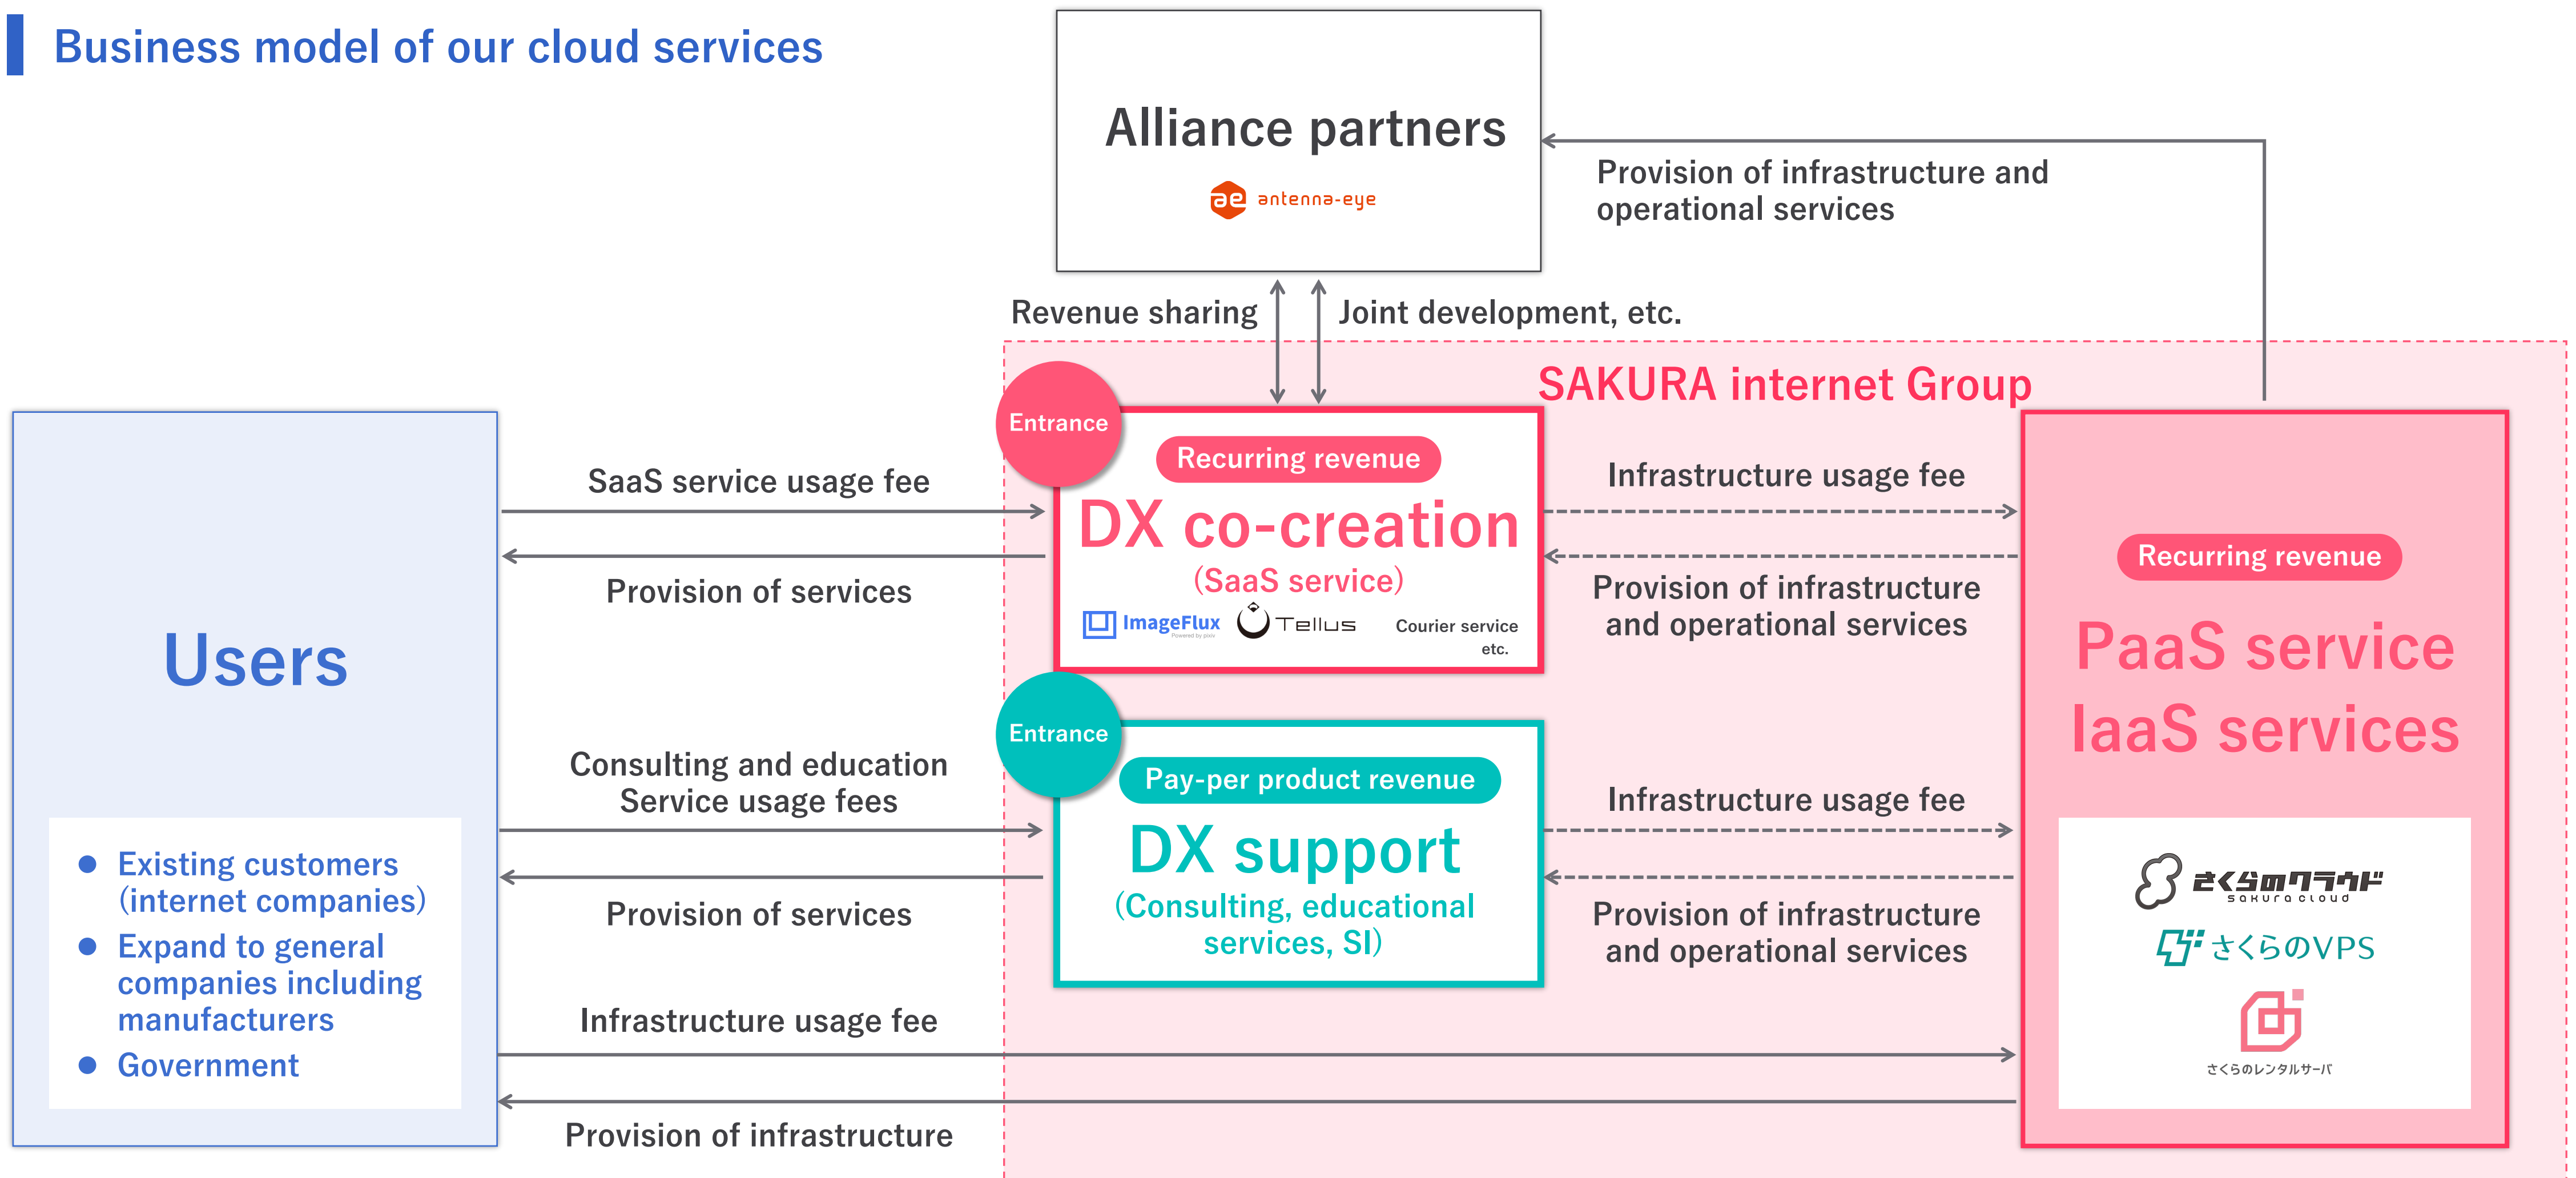 Business model of our cloud services
Alliance partners
ae antenna-eye
Provision of infrastructure and
operational services
Revenue sharing
Joint development, etc.
SAKURA internet Group
Users
Existing customers
(internet companies)
Expand to general
companies including
manufacturers
Government
SaaS service usage fee
Provision of services
Consulting and education
Service usage fees
Provision of services
Infrastructure usage fee
Provision of infrastructure
Entrance
Recurring revenue
DX co-creation
(SaaS service)
ImageFlux
Powered by pixiv
Tellus
Courier service
etc.
Entrance
Pay-per product revenue
DX support
(Consulting, educational
services, SI)
Infrastructure usage fee
Provision of infrastructure
and operational services
Infrastructure usage fee
Provision of infrastructure
and operational services
Recurring revenue
PaaS service
IaaS services
さくらのクラウド
sakura cloud
さくらのVPS
さくらのレンタルサーバ